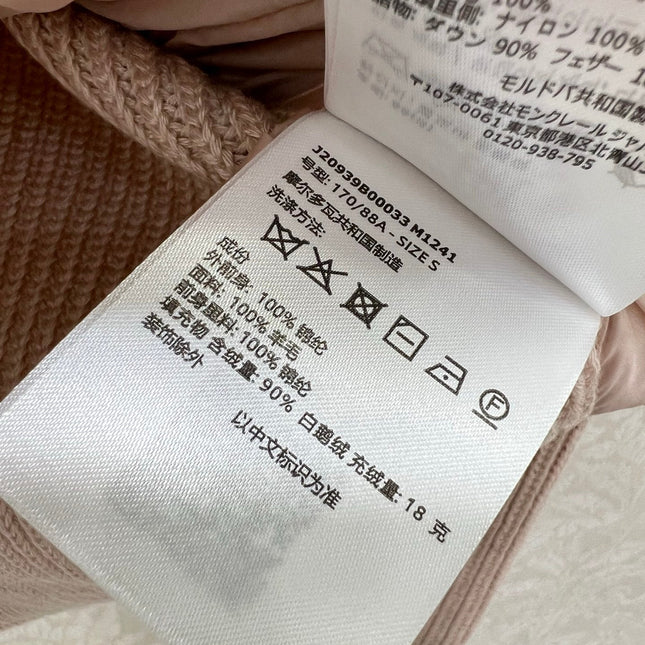 100%
裏側: ナイロン 100%
ダウン 90% フェザー
モルドバ共和国製
株式会社モンクレール ジャ
〒107-0061 東京都港区北青山
0120-938-795
J20939B00033 M1241
号型: 170/88A - SIZE S
摩尔多瓦共和国制造
洗涤方法:
成份
外前身: 100% 锦纶
面料: 100% 羊毛
前身里料: 100% 锦纶
填充物 含绒量: 90% 白鹅绒 充绒量: 18 克
装饰除外
以中文标识为准